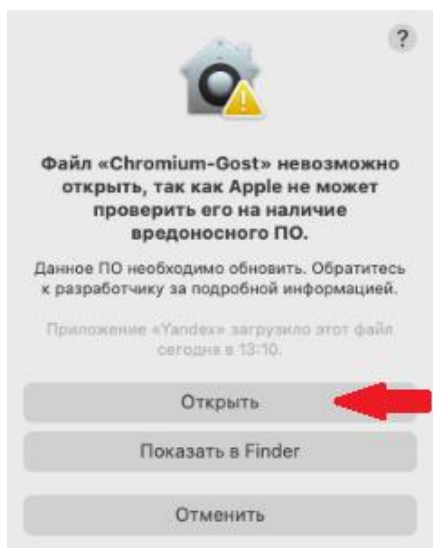 ?
Файл «Chromium-Gost» невозможно
открыть, так как Apple не может
проверить его на наличие
вредоносного ПО.
Данное ПО необходимо обновить. Обратитесь
к разработчику за подробной информацией.
Приложение «Yandex» загрузило этот файл
сегодня в 13:10.
Открыть
Показать в Finder
Отменить